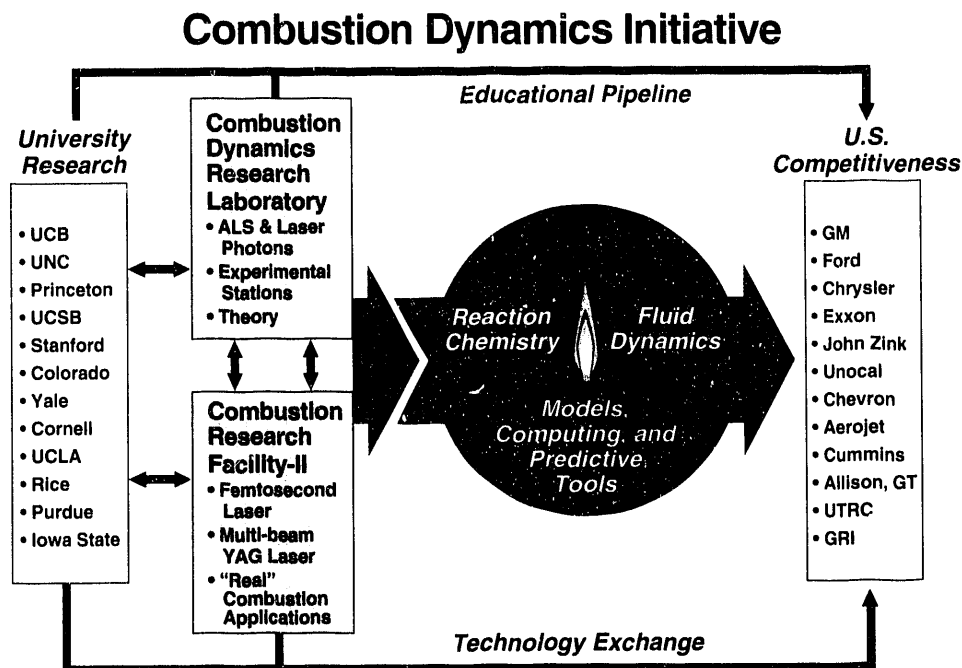 Combustion Dynamics Initiative
Educational Pipeline
University
Research
• UCB
• UNC
• Princeton
• UCSB
• Stanford
• Colorado
• Yale
• Cornell
• UCLA
• Rice
• Purdue
• Iowa State
Combustion
Dynamics
Research
Laboratory
• ALS & Laser
Photons
• Experimental
Stations
• Theory
Combustion
Research
Facility-II
• Femtosecond
Laser
• Multi-beam
YAG Laser
• "Real"
Combustion
Applications
Reaction
Chemistry
Fluid
Dynamics
Models,
Computing, and
Predictive
Tools
U.S.
Competitiveness
• GM
• Ford
• Chrysler
• Exxon
• John Zink
• Unocal
• Chevron
• Aerojet
• Cummins
• Allison, GT
• UTRC
• GRI
Technology Exchange